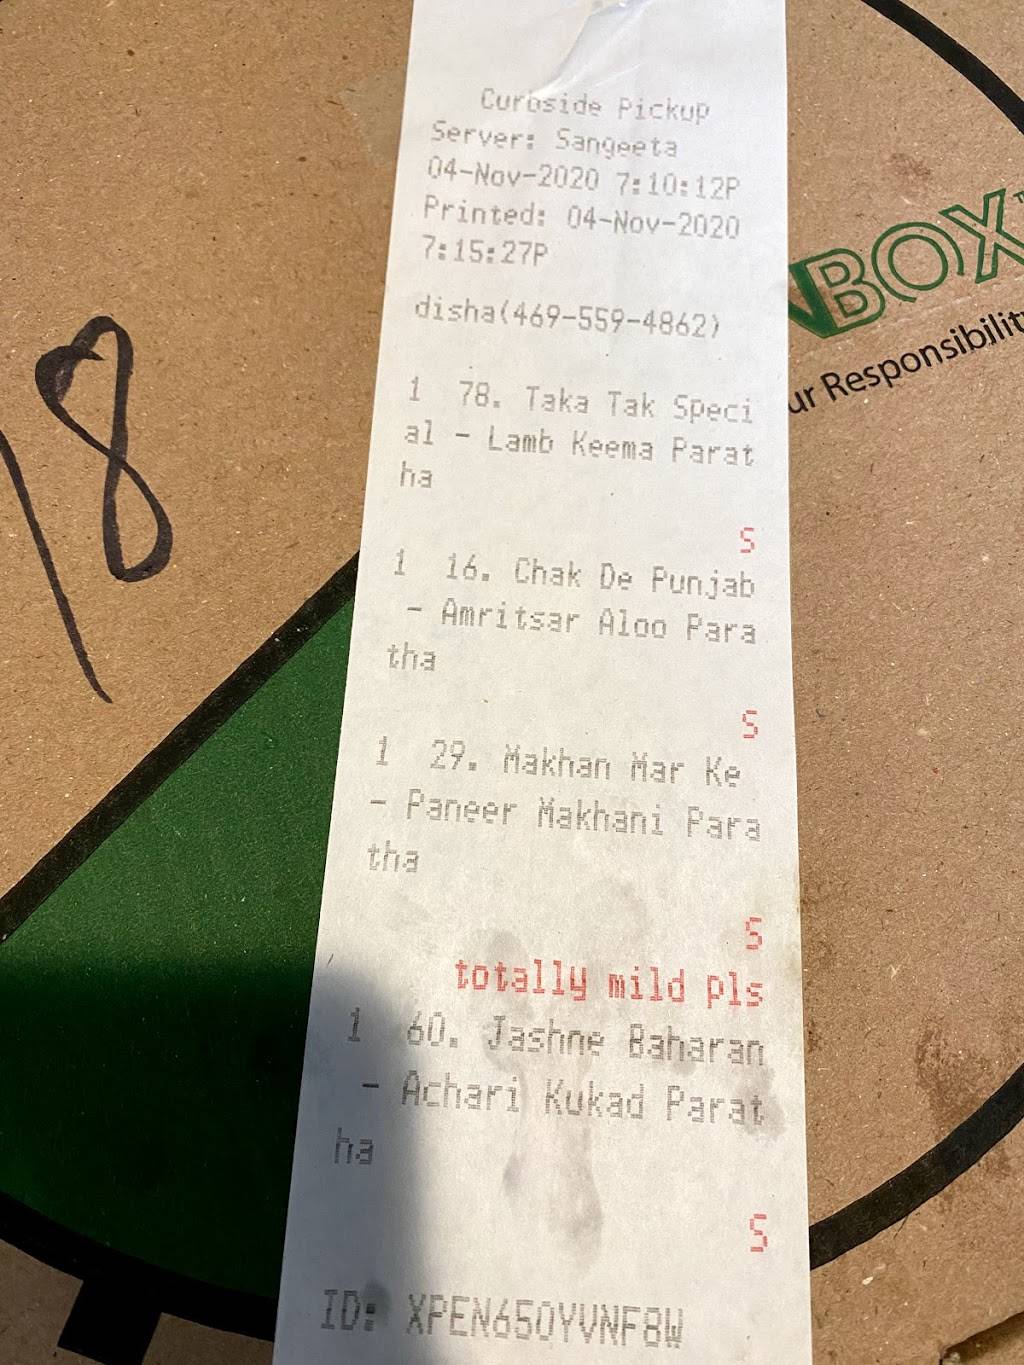 Curbside Pickup
Server: Sangeeta
04-Nov-2020 7:10:12P
Printed: 04-Nov-2020
7:15:27P
disha(469-559-4862)
1 78. Taka Tak Speci
al - Lamb Keema Parat
ha
S
1 16. Chak De Punjab
- Amritsar Aloo Para
tha
S
1 29. Makhan Mar Ke
- Paneer Makhani Para
tha
S
totally mild pls
1 60. Jashne Baharan
- Achari Kukad Parat
ha
S
ID: XPEN650YVNF8W
18
BOX™
ur Responsibility